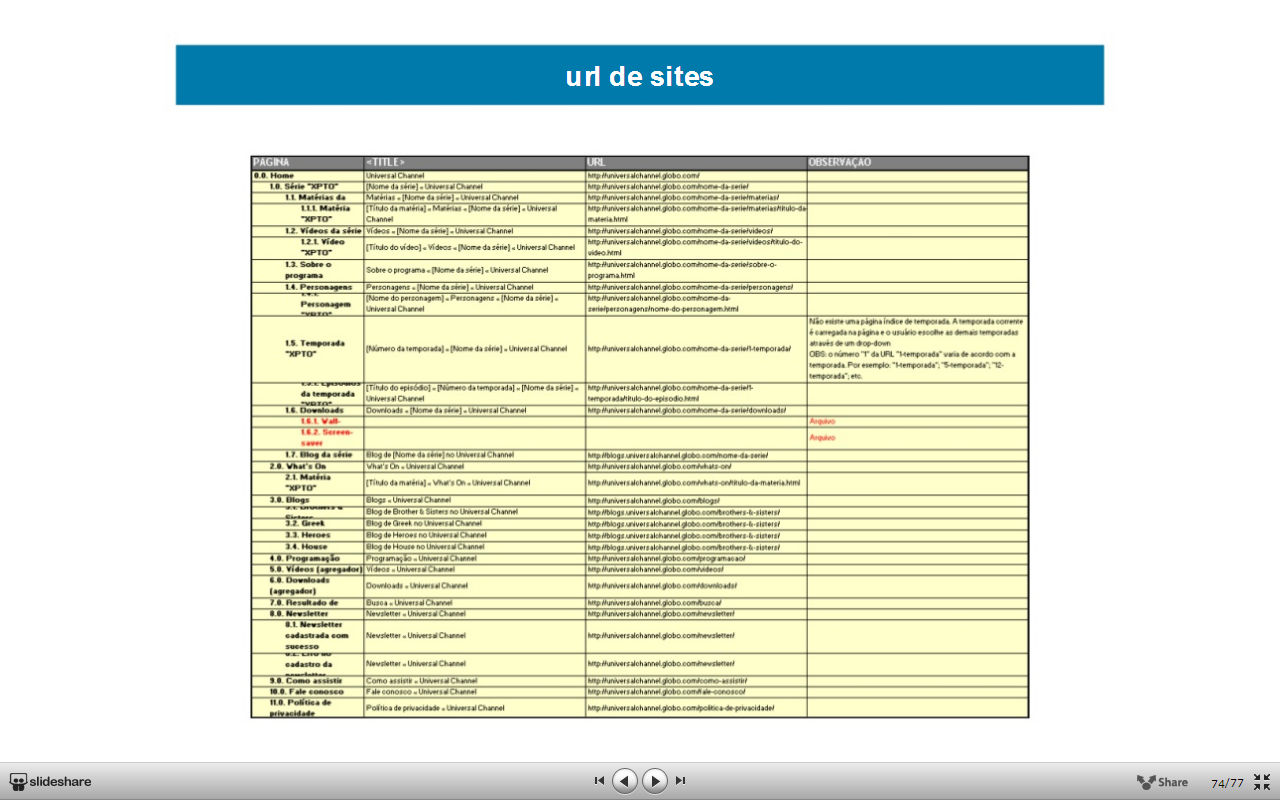 url de sites
PÁGINA <TITLE> URL OBSERVAÇÃO
0.0. Home Universal Channel http://universalchannel.globo.com/
1.0. Série "XPTO" [Nome da série] « Universal Channel http://universalchannel.globo.com/nome-da-serie/
1.1. Matérias da Matérias « [Nome da série] « Universal Channel http://universalchannel.globo.com/nome-da-serie/materias/
1.1.1. Matéria "XPTO" [Título da matéria] « Matérias « [Nome da série] « Universal Channel http://universalchannel.globo.com/nome-da-serie/materias/titulo-da-materia.html
1.2. Vídeos da série Vídeos « [Nome da série] « Universal Channel http://universalchannel.globo.com/nome-da-serie/videos/
1.2.1. Vídeo "XPTO" [Título do vídeo] « Vídeos « [Nome da série] « Universal Channel http://universalchannel.globo.com/nome-da-serie/videos/titulo-do-video.html
1.3. Sobre o programa Sobre o programa « [Nome da série] « Universal Channel http://universalchannel.globo.com/nome-da-serie/sobre-o-programa.html
1.4. Personagens Personagens « [Nome da série] « Universal Channel http://universalchannel.globo.com/nome-da-serie/personagens/
Personagem "XPTO" [Nome do personagem] « Personagens « [Nome da série] « Universal Channel http://universalchannel.globo.com/nome-da-serie/personagens/nome-do-personagem.html
1.5. Temporada "XPTO" [Número da temporada] « [Nome da série] « Universal Channel http://universalchannel.globo.com/nome-da-serie/1-temporada/
Não existe uma página índice de temporada. A temporada corrente
é carregada na página e o usuário escolhe as demais temporadas
através de um drop-down
OBS: o número "1" da URL "1-temporada" varia de acordo com a
temporada. Por exemplo: "1-temporada"; "5-temporada"; "12-
temporada"; etc.
1.5.1. Episódios da temporada "XPTO" [Título do episódio] « [Número da temporada] « [Nome da série] « Universal Channel http://universalchannel.globo.com/nome-da-serie/1-temporada/titulo-do-episodio.html
1.6. Downloads Downloads « [Nome da série] « Universal Channel http://universalchannel.globo.com/nome-da-serie/downloads/
1.6.1. Wall- Arquivo
1.6.2. Screen-saver Arquivo
1.7. Blog da série Blog de [Nome da série] no Universal Channel http://blogs.universalchannel.globo.com/nome-da-serie/
2.0. What's On What's On « Universal Channel http://universalchannel.globo.com/whats-on/
2.1. Matéria "XPTO" [Título da matéria] « What's On « Universal Channel http://universalchannel.globo.com/whats-on/titulo-da-materia.html
3.0. Blogs Blogs « Universal Channel http://universalchannel.globo.com/blogs/
3.1. Brothers & Sisters Blog de Brother & Sisters no Universal Channel http://blogs.universalchannel.globo.com/brothers-&-sisters/
3.2. Greek Blog de Greek no Universal Channel http://blogs.universalchannel.globo.com/brothers-&-sisters/
3.3. Heroes Blog de Heroes no Universal Channel http://blogs.universalchannel.globo.com/brothers-&-sisters/
3.4. House Blog de House no Universal Channel http://blogs.universalchannel.globo.com/brothers-&-sisters/
4.0. Programação Programação « Universal Channel http://universalchannel.globo.com/programacao/
5.0. Vídeos (agregador) Vídeos « Universal Channel http://universalchannel.globo.com/videos/
6.0. Downloads (agregador) Downloads « Universal Channel http://universalchannel.globo.com/downloads/
7.0. Resultado de Busca « Universal Channel http://universalchannel.globo.com/busca/
8.0. Newsletter Newsletter « Universal Channel http://universalchannel.globo.com/newsletter/
8.1. Newsletter cadastrada com sucesso Newsletter « Universal Channel http://universalchannel.globo.com/newsletter/
8.2. Erro no cadastro da newsletter Newsletter « Universal Channel http://universalchannel.globo.com/newsletter/
9.0. Como assistir Como assistir « Universal Channel http://universalchannel.globo.com/como-assistir/
10.0. Fale conosco Fale conosco « Universal Channel http://universalchannel.globo.com/fale-conosco/
11.0. Política de privacidade Política de privacidade « Universal Channel http://universalchannel.globo.com/politica-de-privacidade/
slideshare Share 74/77